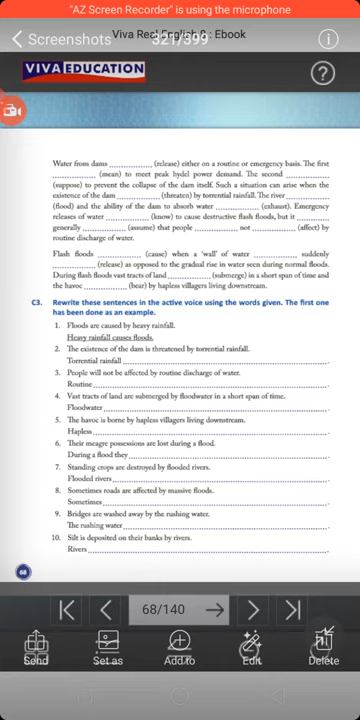 "AZ Screen Recorder" is using the microphone
Viva Real English 8 : Ebook
Screenshots
321/399
VIVA EDUCATION
Water from dams .................. (release) either on a routine or emergency basis. The first
.................. (mean) to meet peak hydel power demand. The second ..................
(suppose) to prevent the collapse of the dam itself. Such a situation can arise when the
existence of the dam .................. (threaten) by torrential rainfall. The river ..................
(flood) and the ability of the dam to absorb water .................. (exhaust). Emergency
releases of water .................. (know) to cause destructive flash floods, but it ..................
generally .................. (assume) that people .................. not .................. (affect) by
routine discharge of water.
Flash floods .................. (cause) when a 'wall' of water .................. suddenly
.................. (release) as opposed to the gradual rise in water seen during normal floods.
During flash floods vast tracts of land .................. (submerge) in a short span of time and
the havoc .................. (bear) by hapless villagers living downstream.
C3. Rewrite these sentences in the active voice using the words given. The first one
has been done as an example.
1. Floods are caused by heavy rainfall.
Heavy rainfall causes floods.
2. The existence of the dam is threatened by torrential rainfall.
Torrential rainfall ..................
3. People will not be affected by routine discharge of water.
Routine ..................
4. Vast tracts of land are submerged by floodwater in a short span of time.
Floodwater ..................
5. The havoc is borne by hapless villagers living downstream.
Hapless ..................
6. Their meagre possessions are lost during a flood.
During a flood they ..................
7. Standing crops are destroyed by flooded rivers.
Flooded rivers ..................
8. Sometimes roads are affected by massive floods.
Sometimes ..................
9. Bridges are washed away by the rushing water.
The rushing water ..................
10. Silt is deposited on their banks by rivers.
Rivers ..................
68
68/140
Send
Set as
Add to
Edit
Delete